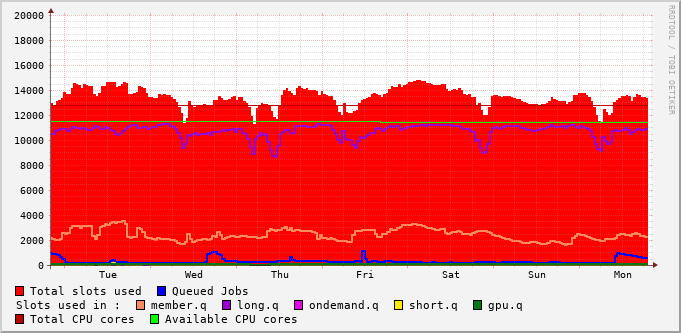 20000
18000
16000
14000
12000
10000
8000
6000
4000
2000
0
Tue Wed Thu Fri Sat Sun Mon
Total slots used Queued Jobs
Slots used in : member.q long.q ondemand.q short.q gpu.q
Total CPU cores Available CPU cores
RRDTOOL / TOBI OETIKER